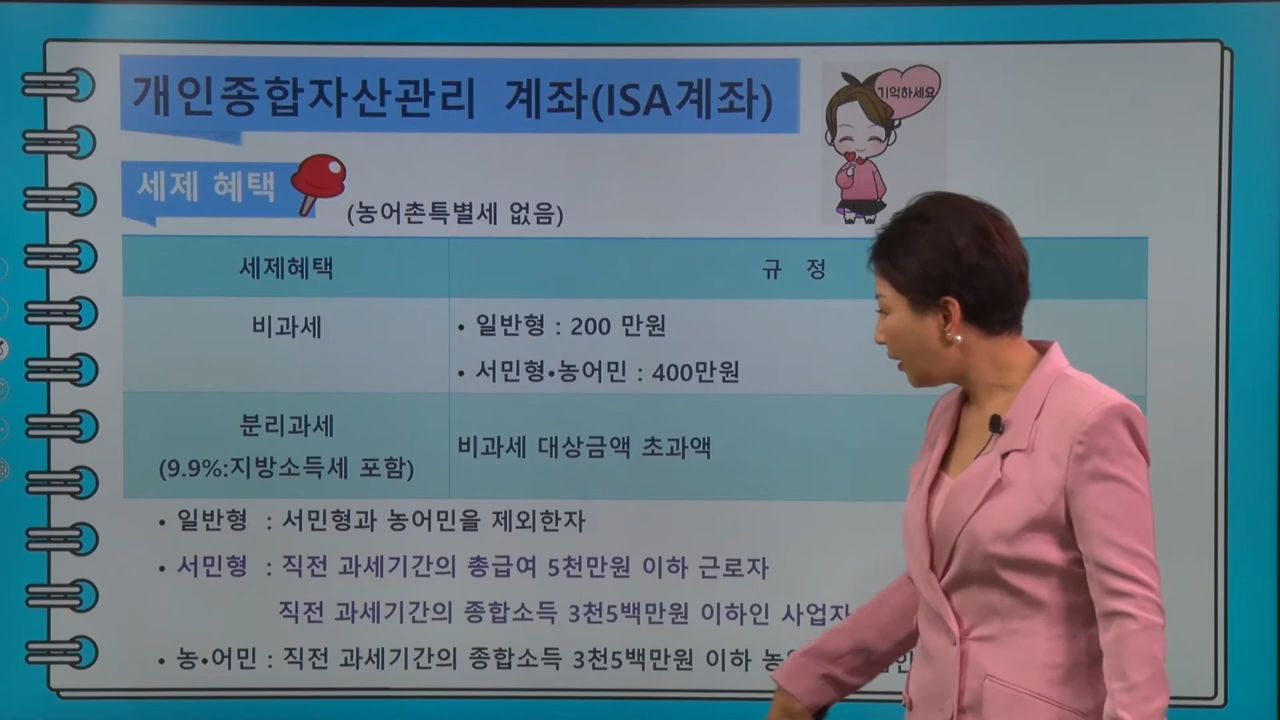 개인종합자산관리 계좌(ISA계좌)
기억하세요
세제 혜택
(농어촌특별세 없음)
세제혜택 규 정
비과세
• 일반형 : 200 만원
• 서민형•농어민 : 400만원
분리과세
(9.9%:지방소득세 포함)
비과세 대상금액 초과액
• 일반형 : 서민형과 농어민을 제외한자
• 서민형 : 직전 과세기간의 총급여 5천만원 이하 근로자
직전 과세기간의 종합소득 3천5백만원 이하인 사업자
• 농•어민 : 직전 과세기간의 종합소득 3천5백만원 이하